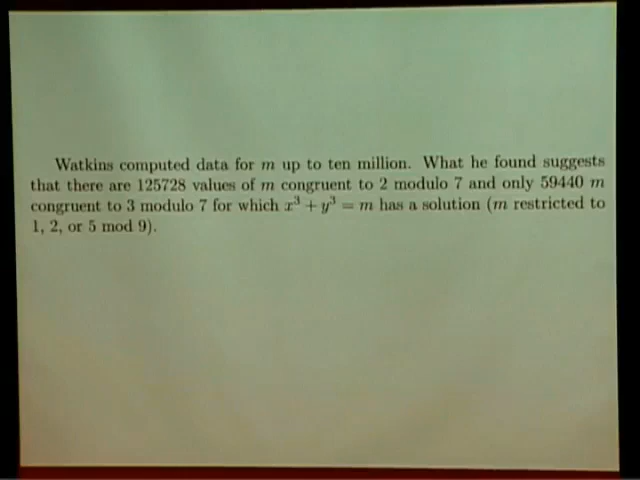 Watkins computed data for m up to ten million. What he found suggests
that there are 125728 values of m congruent to 2 modulo 7 and only 59440 m
congruent to 3 modulo 7 for which x³ + y³ = m has a solution (m restricted to
1, 2, or 5 mod 9).